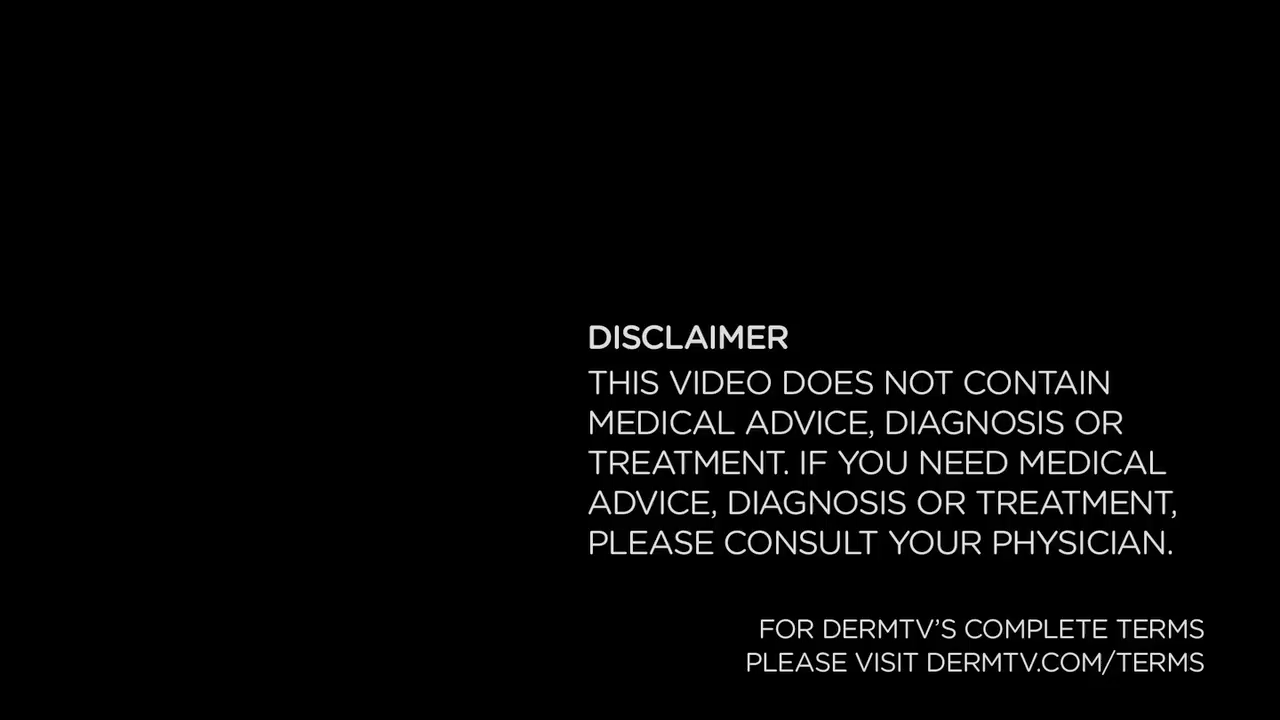 DISCLAIMER
THIS VIDEO DOES NOT CONTAIN
MEDICAL ADVICE, DIAGNOSIS OR
TREATMENT. IF YOU NEED MEDICAL
ADVICE, DIAGNOSIS OR TREATMENT,
PLEASE CONSULT YOUR PHYSICIAN.
FOR DERMTV’S COMPLETE TERMS
PLEASE VISIT DERMTV.COM/TERMS